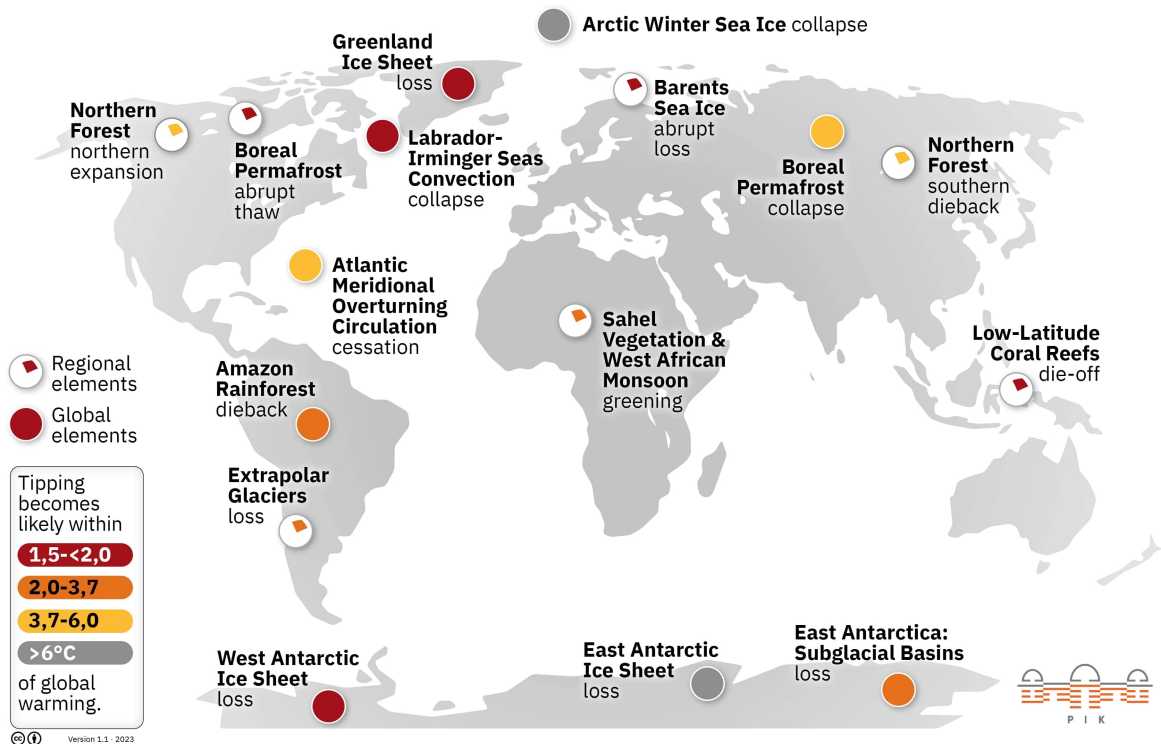 Arctic Winter Sea Ice collapse
Greenland
Ice Sheet
loss
Barents
Sea Ice
abrupt
loss
Northern
Forest
northern
expansion
Boreal
Permafrost
abrupt
thaw
Labrador-
Irminger Seas
Convection
collapse
Boreal
Permafrost
collapse
Northern
Forest
southern
dieback
Atlantic
Meridional
Overturning
Circulation
cessation
Sahel
Vegetation &
West African
Monsoon
greening
Low-Latitude
Coral Reefs
die-off
Amazon
Rainforest
dieback
Extrapolar
Glaciers
loss
Regional
elements
Global
elements
Tipping
becomes
likely within
1,5-<2,0
2,0-3,7
3,7-6,0
>6°C
of global
warming.
West Antarctic
Ice Sheet
loss
East Antarctic
Ice Sheet
loss
East Antarctica:
Subglacial Basins
loss
PIK
cc
Version 1.1 - 2023